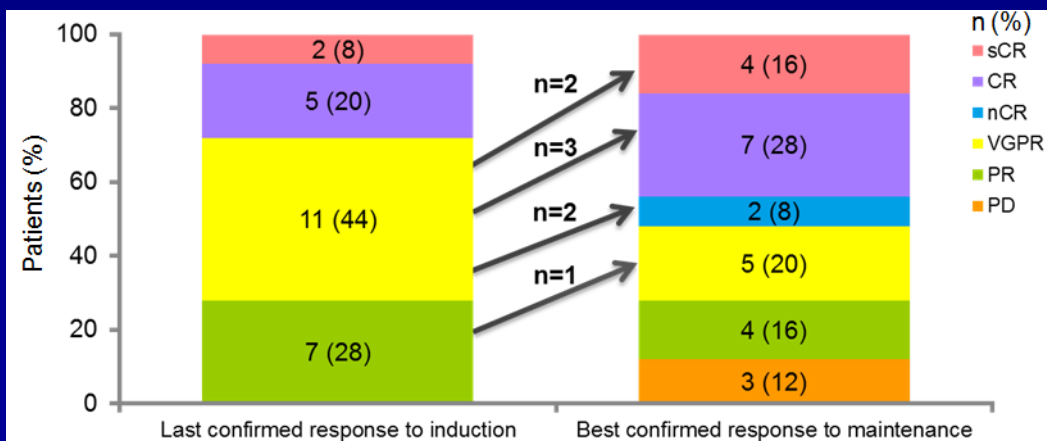 n (%)
sCR
CR
nCR
VGPR
PR
PD
Patients (%)
100
80
60
40
20
0
2 (8)
5 (20)
11 (44)
7 (28)
n=2
n=3
n=2
n=1
4 (16)
7 (28)
2 (8)
5 (20)
4 (16)
3 (12)
Last confirmed response to induction
Best confirmed response to maintenance